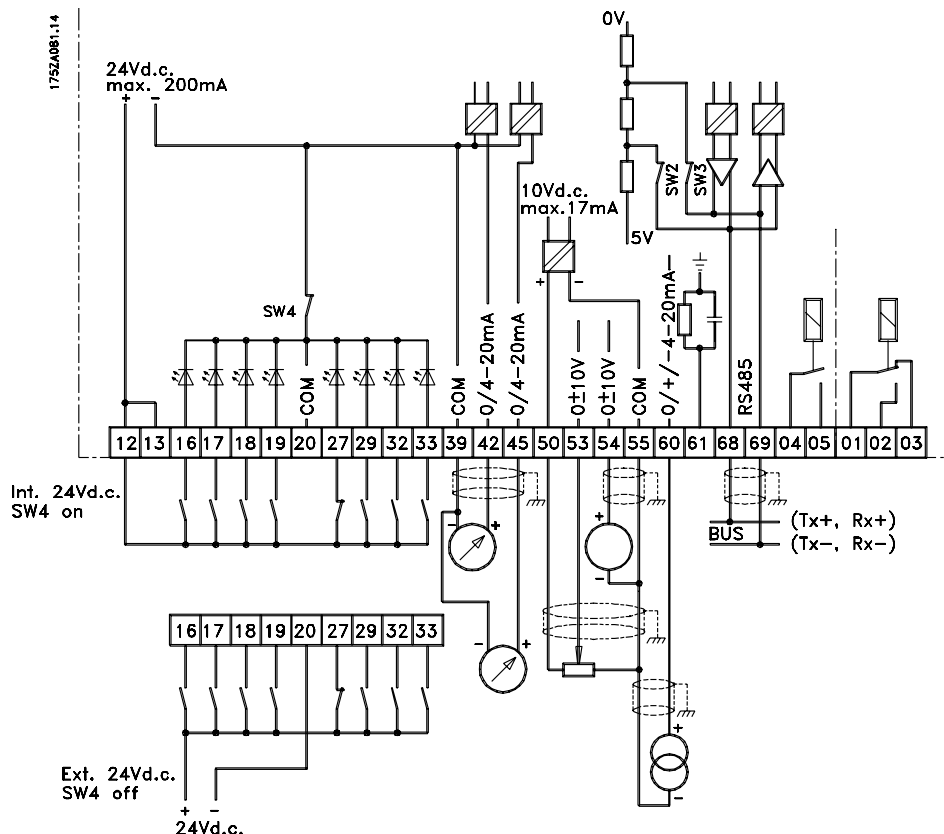 175ZA081.14
24Vd.c.
max. 200mA
+ -
0V
SW2
SW3
5V
10Vd.c.
max.17mA
+ -
SW4
COM
COM
0/4-20mA
0/4-20mA
0±10V
0±10V
COM
0/+/-4-20mA
RS485
12 13 16 17 18 19 20 27 29 32 33 39 42 45 50 53 54 55 60 61 68 69 04 05 01 02 03
Int. 24Vd.c.
SW4 on
- +
+
-
BUS
(Tx+, Rx+)
(Tx-, Rx-)
16 17 18 19 20 27 29 32 33
- +
+
-
Ext. 24Vd.c.
SW4 off
+ -
24Vd.c.